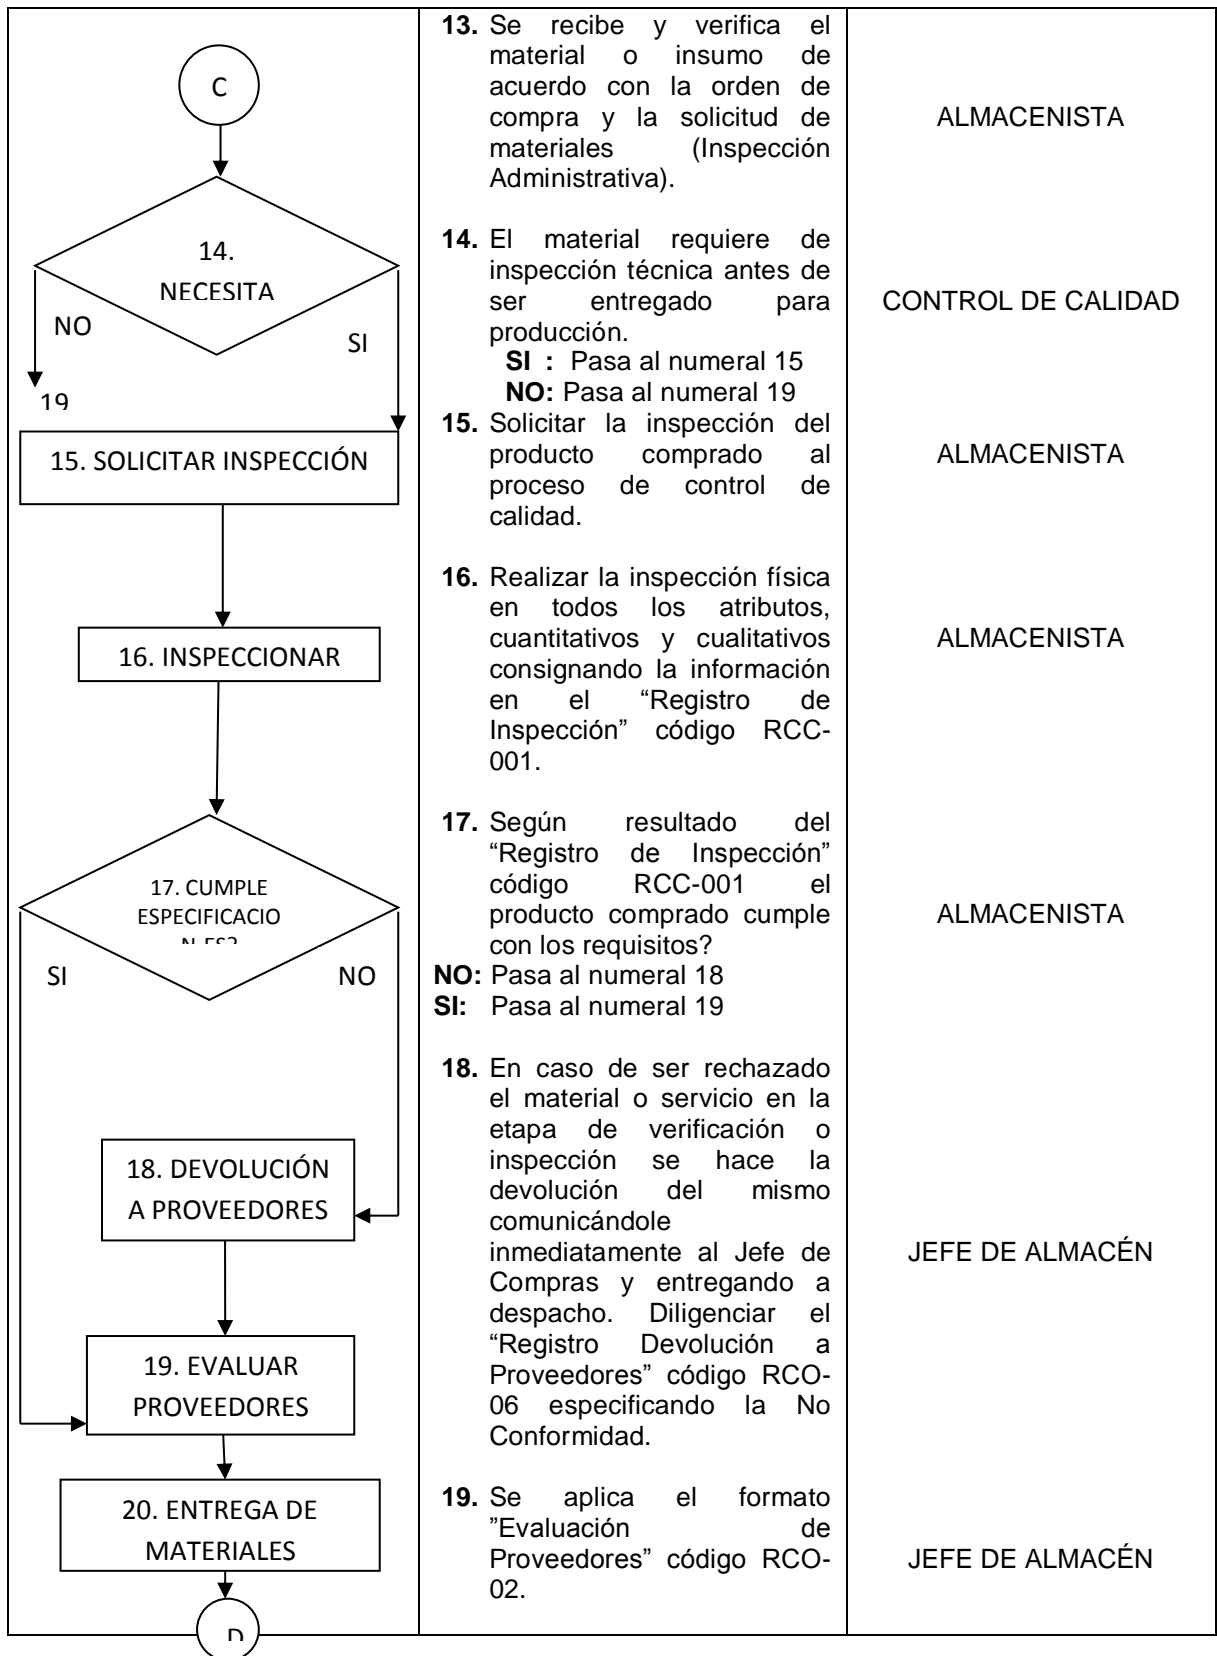 C
14.
NECESITA
NO
SI
19
15. SOLICITAR INSPECCIÓN
16. INSPECCIONAR
17. CUMPLE
ESPECIFICACIO
N ES?
SI
NO
18. DEVOLUCIÓN
A PROVEEDORES
19. EVALUAR
PROVEEDORES
20. ENTREGA DE
MATERIALES
D
13. Se recibe y verifica el
material o insumo de
acuerdo con la orden de
compra y la solicitud de
materiales (Inspección
Administrativa).
14. El material requiere de
inspección técnica antes de
ser entregado para
producción.
SI : Pasa al numeral 15
NO: Pasa al numeral 19
15. Solicitar la inspección del
producto comprado al
proceso de control de
calidad.
16. Realizar la inspección física
en todos los atributos,
cuantitativos y cualitativos
consignando la información
en el “Registro de
Inspección” código RCC-
001.
17. Según resultado del
“Registro de Inspección”
código RCC-001 el
producto comprado cumple
con los requisitos?
NO: Pasa al numeral 18
SI: Pasa al numeral 19
18. En caso de ser rechazado
el material o servicio en la
etapa de verificación o
inspección se hace la
devolución del mismo
comunicándole
inmediatamente al Jefe de
Compras y entregando a
despacho. Diligenciar el
“Registro Devolución a
Proveedores” código RCO-
06 especificando la No
Conformidad.
19. Se aplica el formato
”Evaluación de
Proveedores” código RCO-
02.
ALMACENISTA
CONTROL DE CALIDAD
ALMACENISTA
ALMACENISTA
ALMACENISTA
JEFE DE ALMACÉN
JEFE DE ALMACÉN